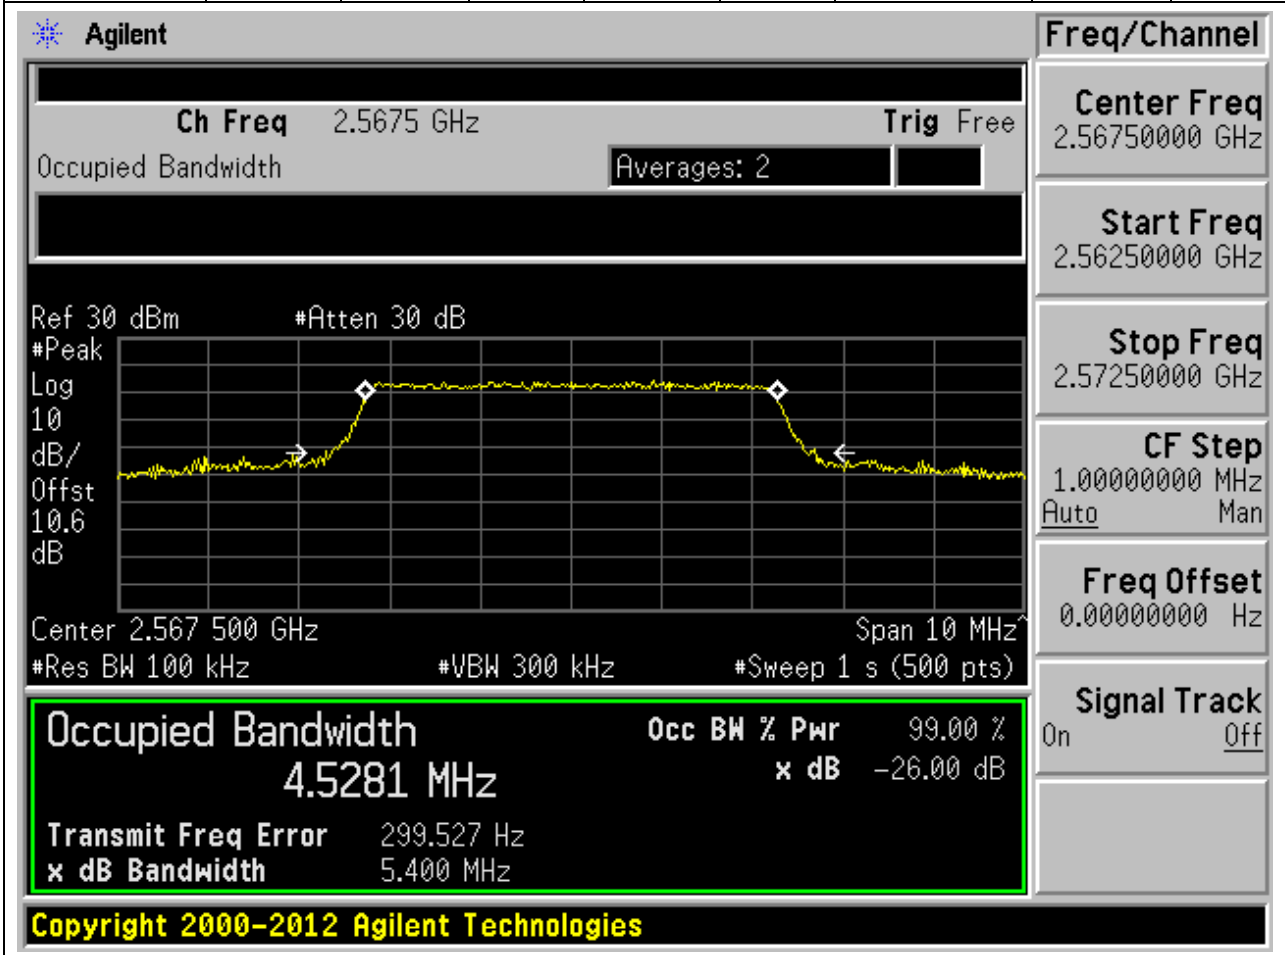 Agilent
Freq/Channel
Ch Freq 2.5675 GHz Trig Free
Occupied Bandwidth Averages: 2
Center Freq
2.56750000 GHz
Start Freq
2.56250000 GHz
Stop Freq
2.57250000 GHz
CF Step
1.00000000 MHz
Auto Man
Freq Offset
0.00000000 Hz
Signal Track
On Off
Ref 30 dBm #Atten 30 dB
#Peak
Log
10
dB/
Offst
10.6
dB
Center 2.567 500 GHz Span 10 MHz^
#Res BW 100 kHz #VBW 300 kHz #Sweep 1 s (500 pts)
Occupied Bandwidth Occ BW % Pwr 99.00 %
4.5281 MHz x dB -26.00 dB
Transmit Freq Error 299.527 Hz
x dB Bandwidth 5.400 MHz
Copyright 2000-2012 Agilent Technologies